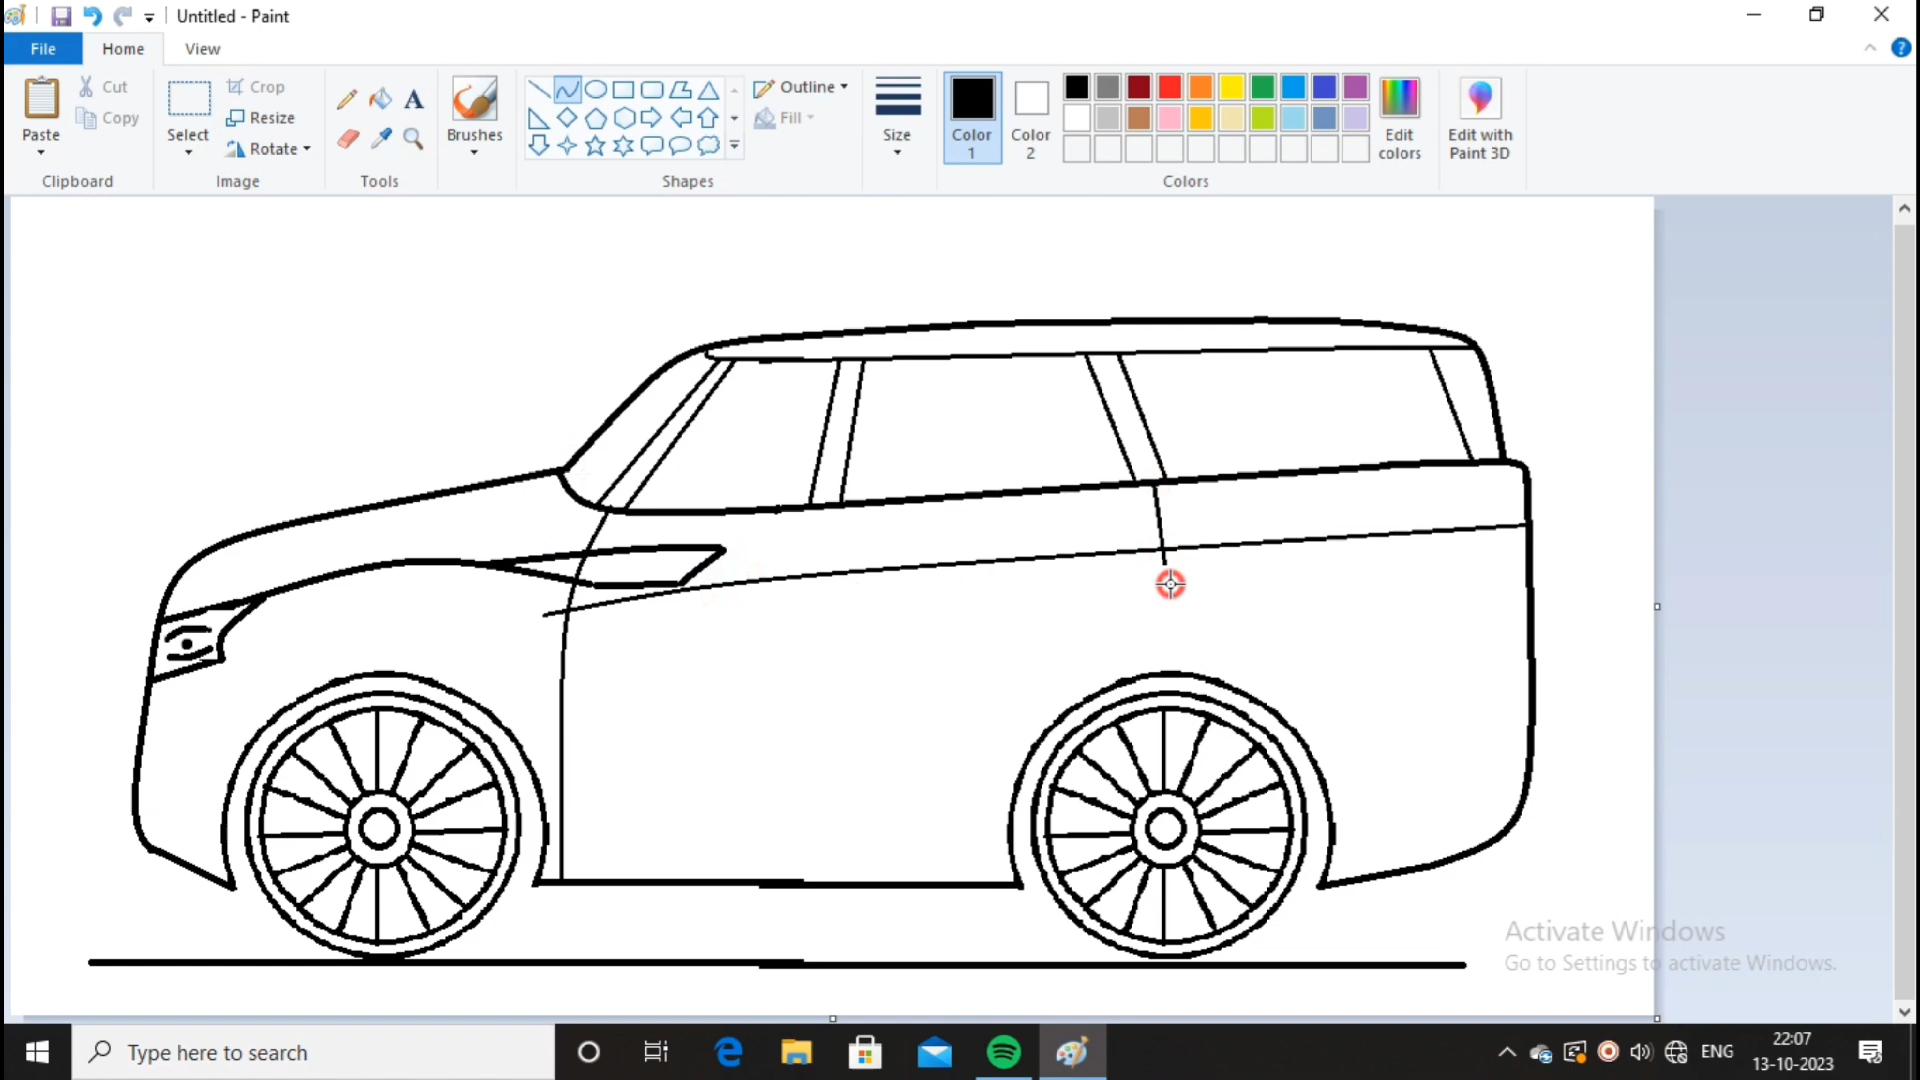 Untitled - Paint
File Home View
Paste
Cut
Copy
Clipboard
Select
Crop
Resize
Rotate
Image
A
Tools
Brushes
Shapes
Outline
Fill
Size
Color 1
Color 2
Edit colors
Colors
Edit with Paint 3D
?
Activate Windows
Go to Settings to activate Windows.
Type here to search
ENG
22:07
13-10-2023